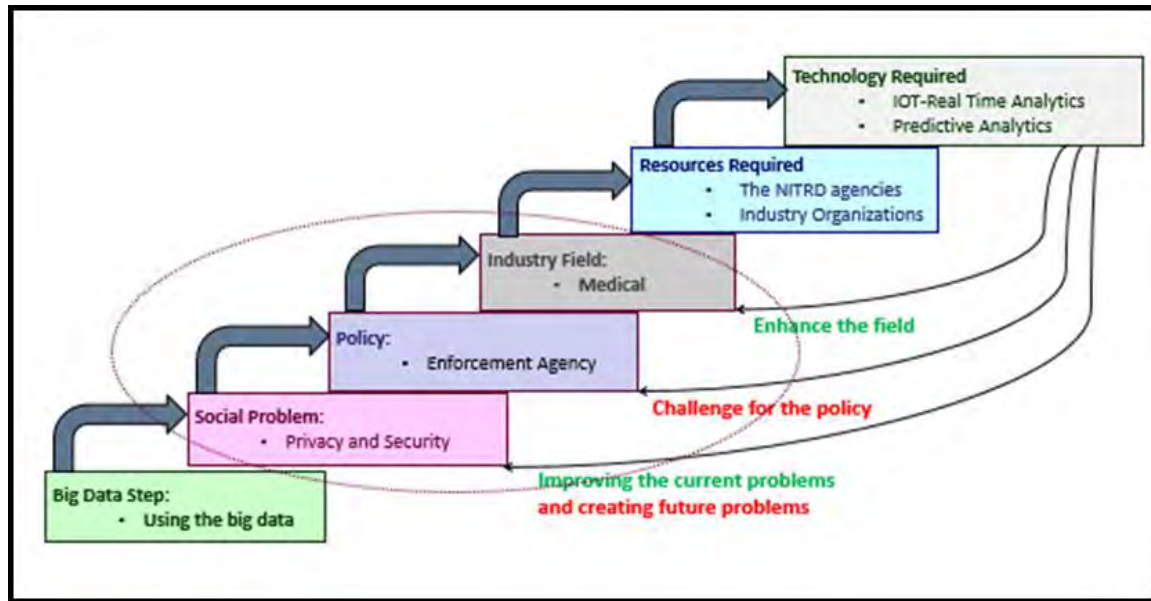 Technology Required
• IOT-Real Time Analytics
• Predictive Analytics
Resources Required
• The NITRD agencies
• Industry Organizations
Industry Field:
• Medical
Enhance the field
Policy:
• Enforcement Agency
Challenge for the policy
Social Problem:
• Privacy and Security
Improving the current problems
and creating future problems
Big Data Step:
• Using the big data